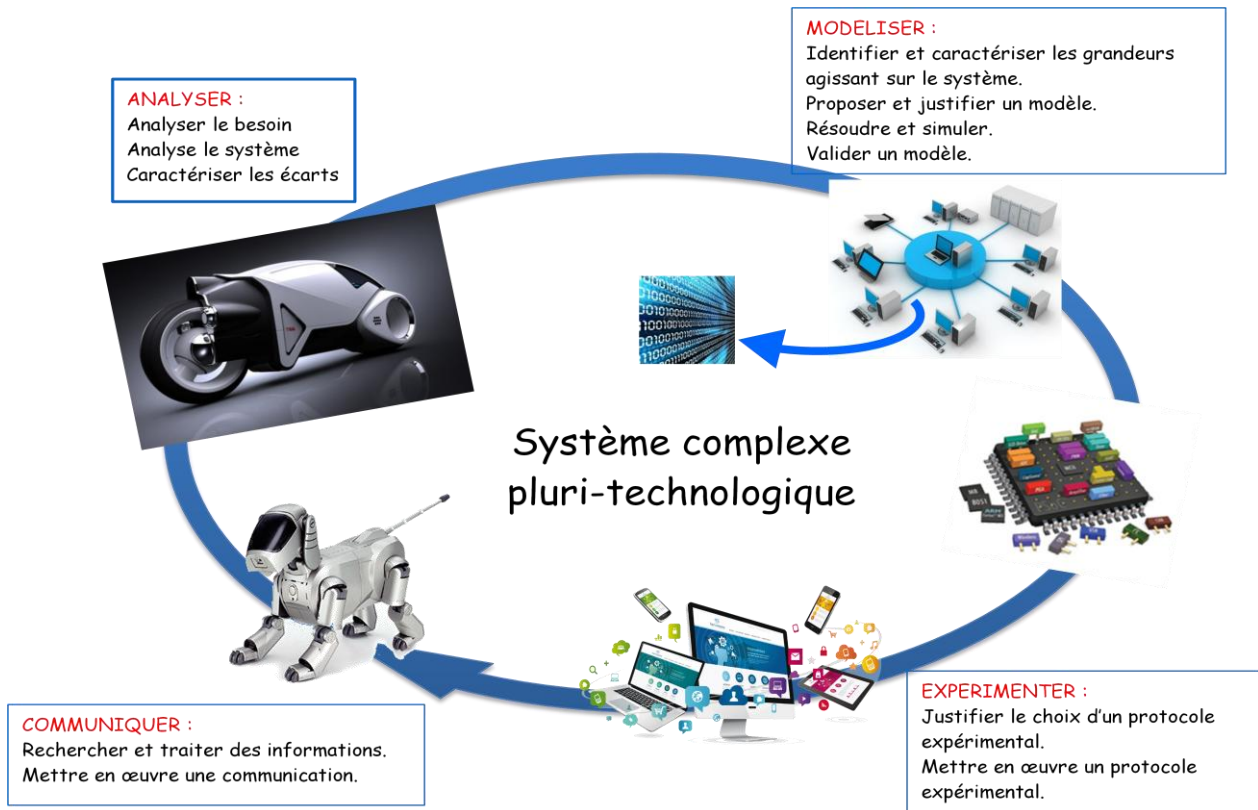 MODELISER :
Identifier et caractériser les grandeurs
agissant sur le système.
Proposer et justifier un modèle.
Résoudre et simuler.
Valider un modèle.
ANALYSER :
Analyser le besoin
Analyse le système
Caractériser les écarts
Système complexe
pluri-technologique
EXPERIMENTER :
Justifier le choix d'un protocole
expérimental.
Mettre en œuvre un protocole
expérimental.
COMMUNIQUER :
Rechercher et traiter des informations.
Mettre en œuvre une communication.